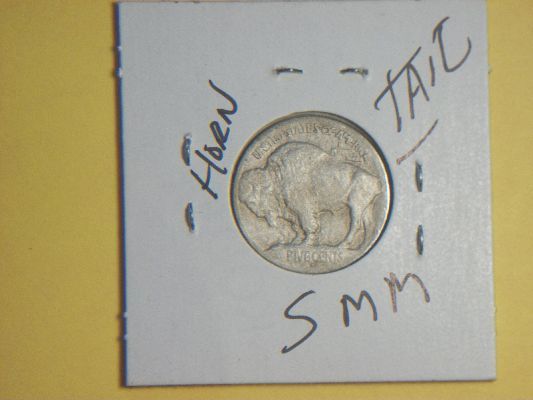 TAIL
HORN
UNITED STATES OF AMERICA
FIVE CENTS
SMM